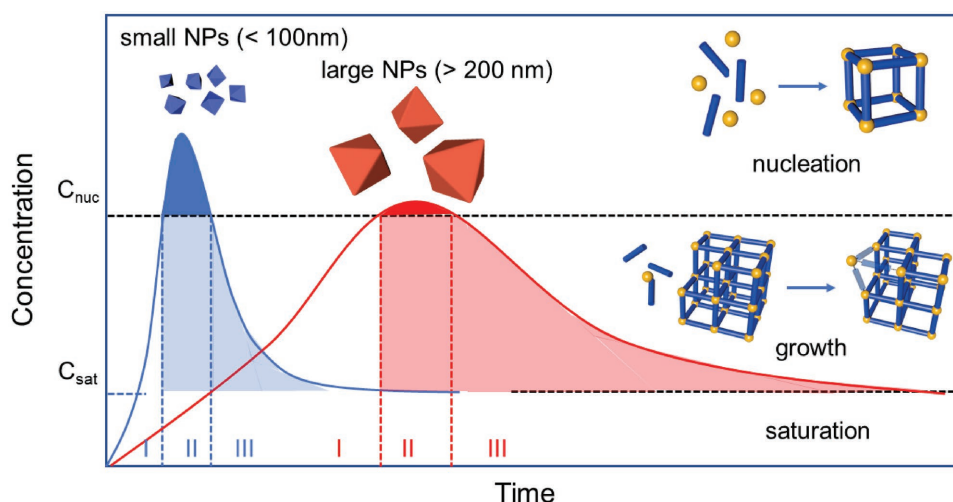 small NPs (< 100nm)
large NPs (> 200 nm)
nucleation
C_nuc
Concentration
growth
C_sat
saturation
I II III I II III
Time